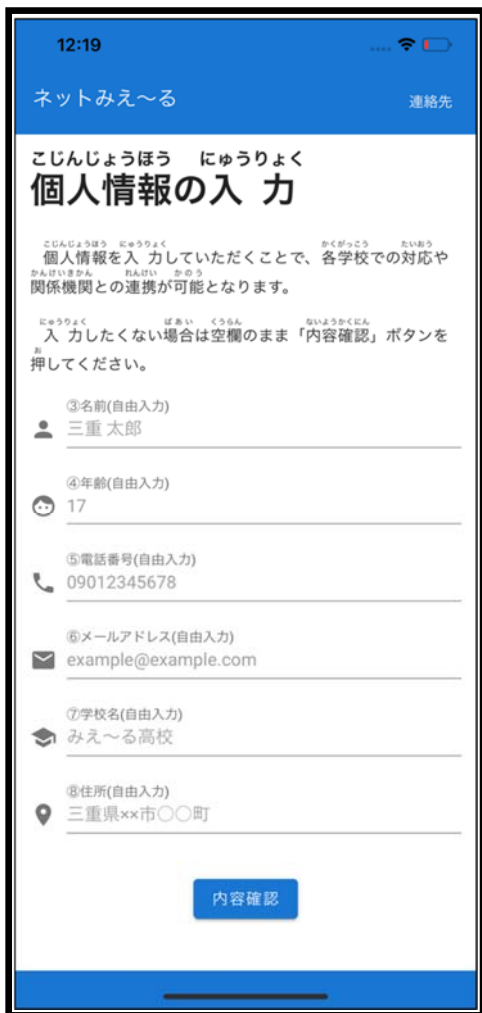 12:19
ネットみえ～る
連絡先
こじんじょうほう にゅうりょく
個人情報の入 力
こじんじょうほう にゅうりょく かくがっこう たいおう
個人情報を入 力していただくことで、各学校での対応や
かんけいきかん れんけい かのう
関係機関との連携が可能となります。
にゅうりょく ばあい くうらん ないようかくにん
入 力したくない場合は空欄のまま「内容確認」ボタンを
お
押してください。
③名前(自由入力)
三重 太郎
④年齢(自由入力)
17
⑤電話番号(自由入力)
09012345678
⑥メールアドレス(自由入力)
example@example.com
⑦学校名(自由入力)
みえ～る高校
⑧住所(自由入力)
三重県××市〇〇町
内容確認